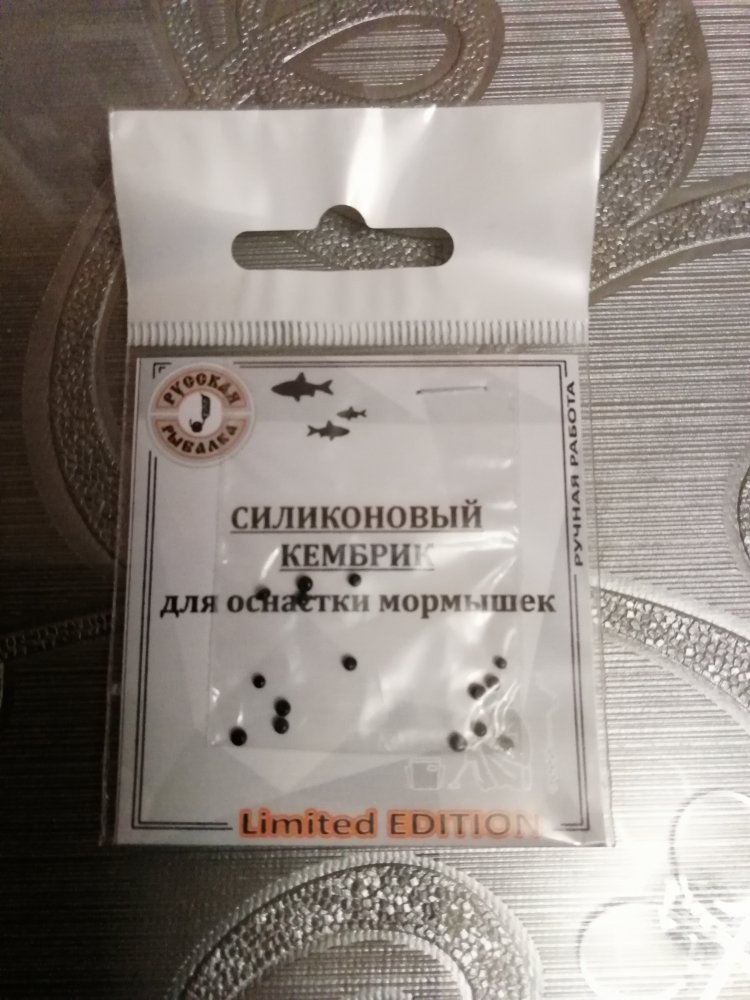 РУССКАЯ
РЫБАЛКА
РУЧНАЯ РАБОТА
СИЛИКОНОВЫЙ
КЕМБРИК
для оснастки мормышек
Limited EDITION